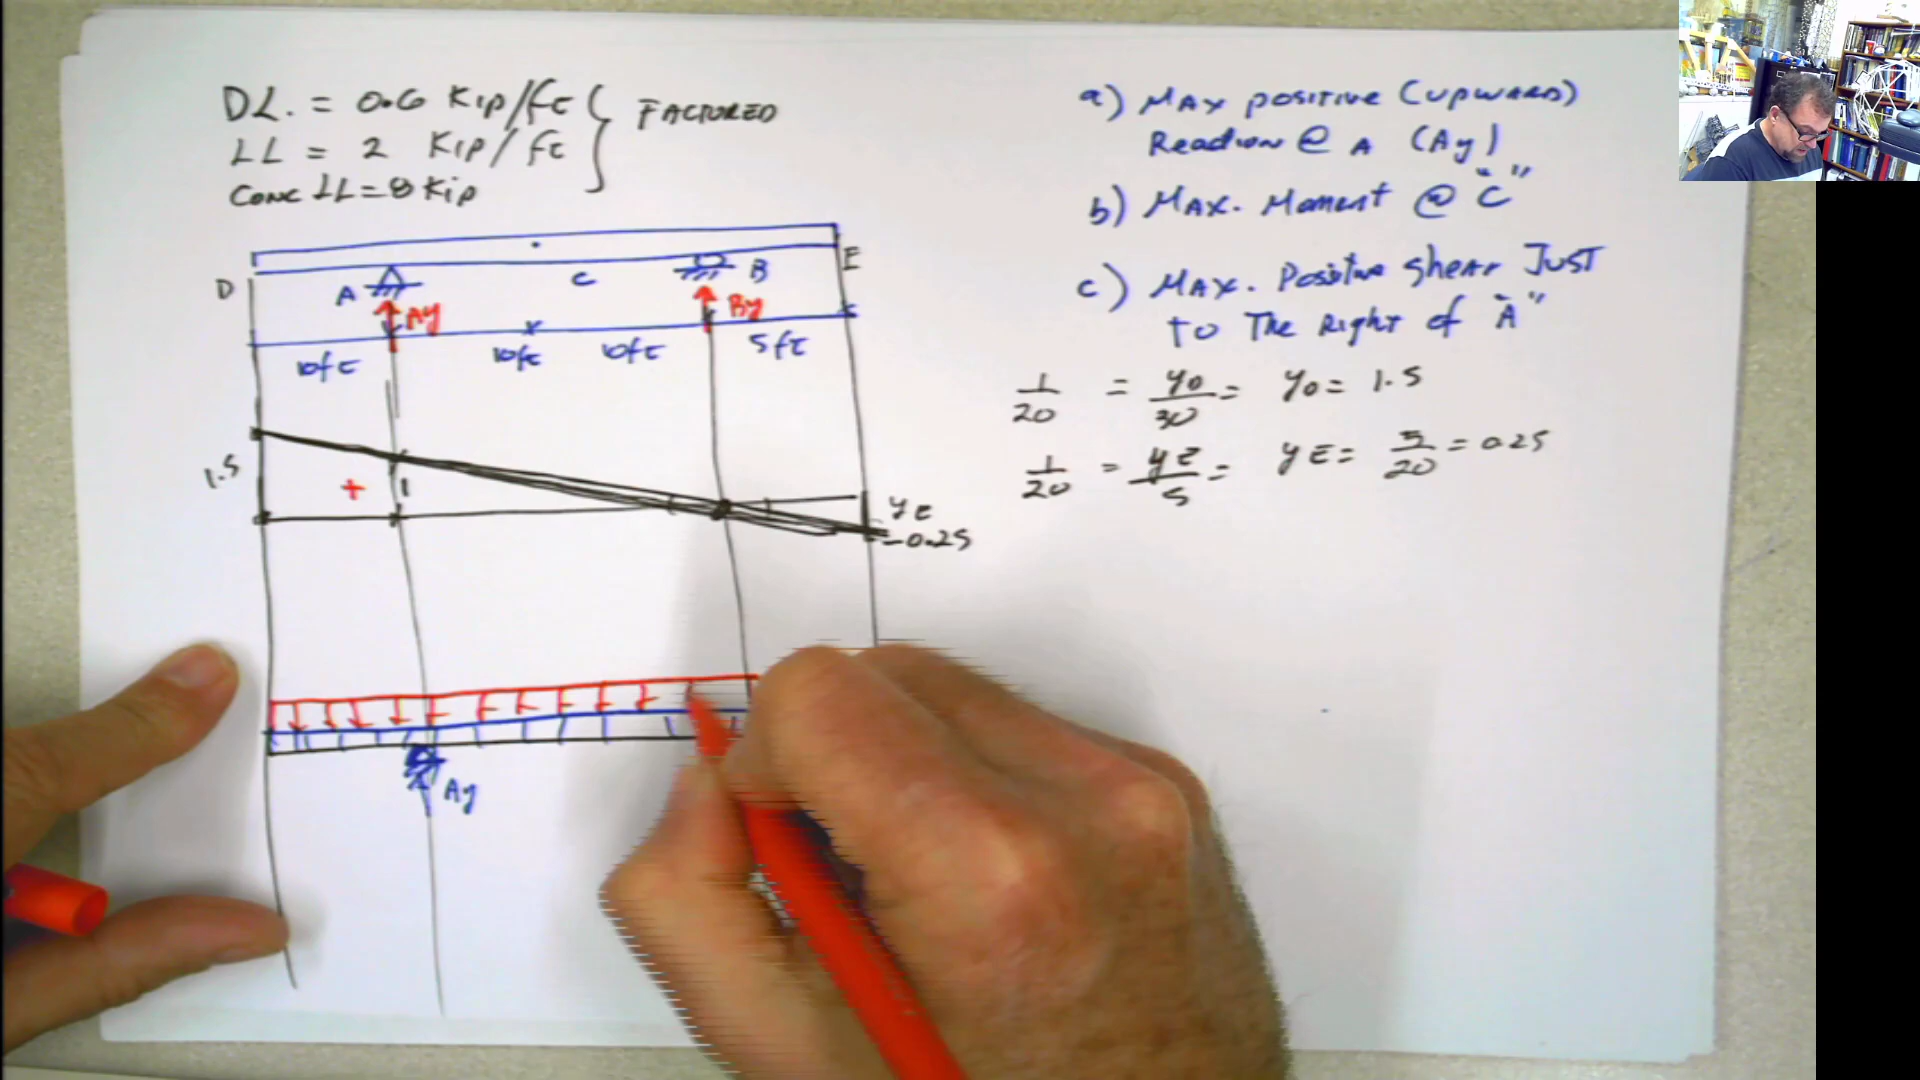 DL. = 0.6 Kip/ft } FACTORED
LL = 2 Kip/ft
CONC LL = 8 Kip
D A C B E
Ay By
10ft 10ft 10ft 5ft
1.5 + 1 yE
-0.25
Ay
a) MAX positive (UPWARD)
Reaction @ A (Ay)
b) MAX. Moment @ "C"
c) MAX. Positive Shear Just
to The Right of "A"
1/20 = y0/30 = y0 = 1.5
1/20 = yE/5 = yE = 5/20 = 0.25